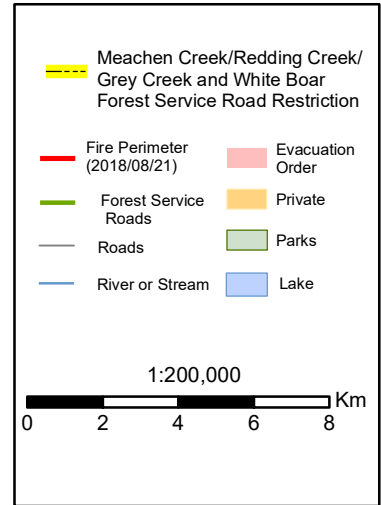 Meachen Creek/Redding Creek/
Grey Creek and White Boar
Forest Service Road Restriction
Fire Perimeter
(2018/08/21)
Forest Service
Roads
Roads
River or Stream
Evacuation
Order
Private
Parks
Lake
1:200,000
Km
0 2 4 6 8